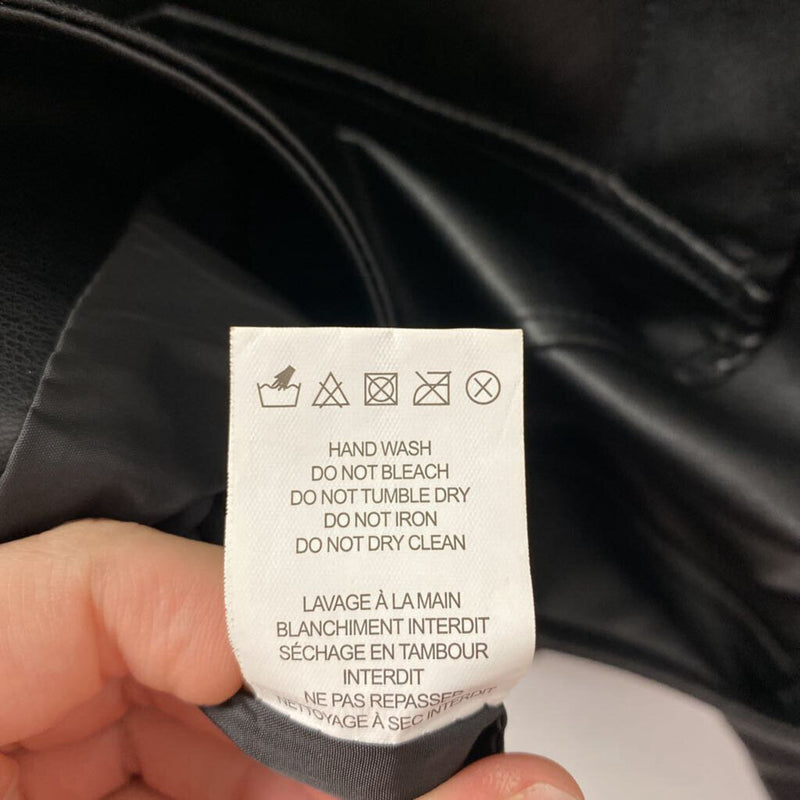 HAND WASH
DO NOT BLEACH
DO NOT TUMBLE DRY
DO NOT IRON
DO NOT DRY CLEAN
LAVAGE À LA MAIN
BLANCHIMENT INTERDIT
SÉCHAGE EN TAMBOUR
INTERDIT
NE PAS REPASSER
NETTOYAGE À SEC INTERDIT